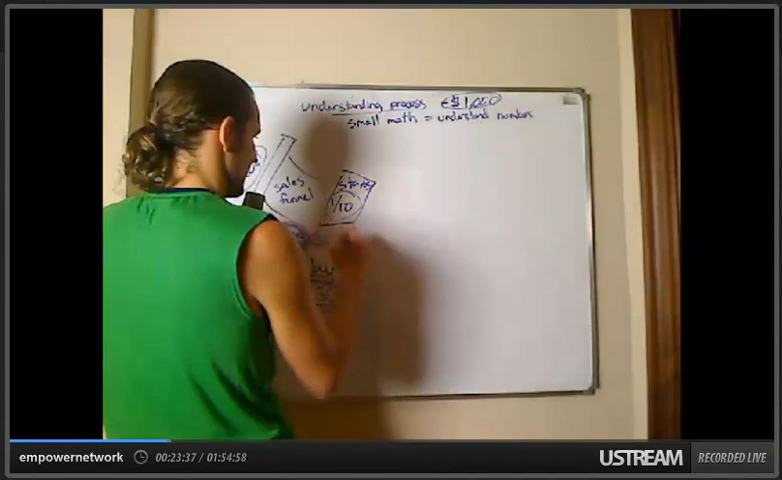 understanding process €$ 1,000
small math = understand numbers
sales
funnel
1/10
empowernetwork 00:23:37 / 01:54:58 USTREAM RECORDED LIVE